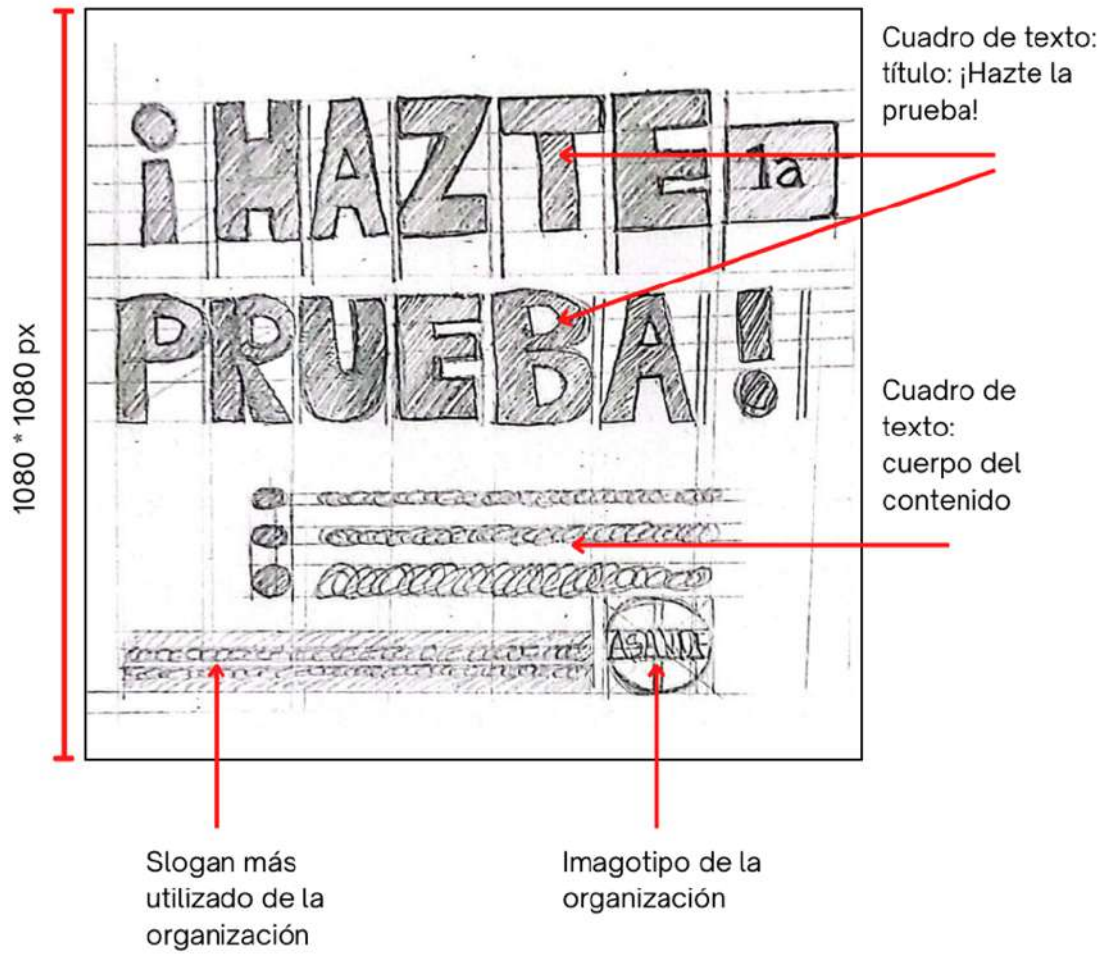 Cuadro de texto:
título: ¡Hazte la
prueba!
¡HAZTE la
PRUEBA!
1080 * 1080 px
Cuadro de
texto:
cuerpo del
contenido
Slogan más
utilizado de la
organización
Imagotipo de la
organización